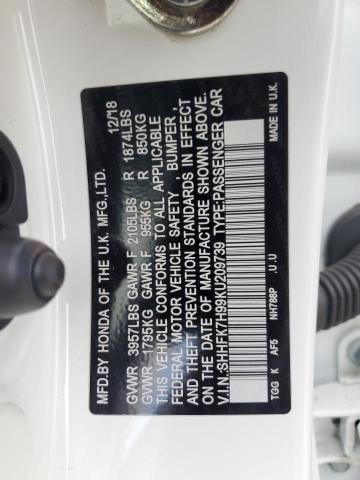 MFD.BY HONDA OF THE U.K. MFG.,LTD. 12/18
GVWR 3957LBS GAWR F 2105LBS R 1874LBS
GVWR 1795KG GAWR F 955KG R 850KG
THIS VEHICLE CONFORMS TO ALL APPLICABLE
FEDERAL MOTOR VEHICLE SAFETY , BUMPER ,
THEFT PREVENTION STANDARDS IN EFFECT
ON THE DATE OF MANUFACTURE SHOWN ABOVE.
V.I.N.:SHHFK7H99KU209739 TYPE:PASSENGER CAR
TGG K AF5 NH788P .U .U MADE IN U.K.